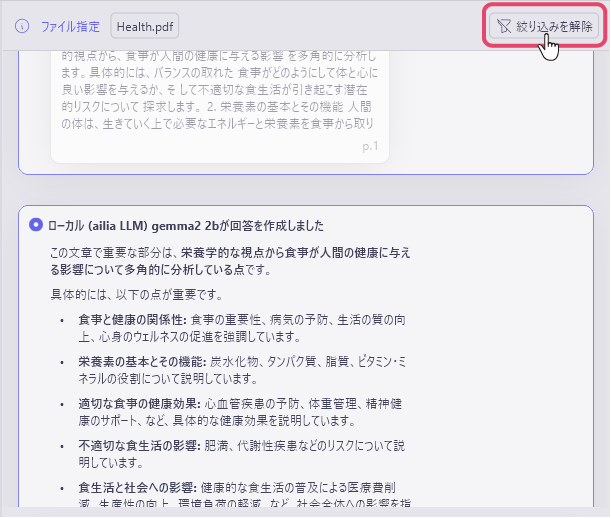 ファイル指定 Health.pdf 絞り込みを解除
的視点から、食事が人間の健康に与える影響 を多角的に分析し
ます。具体的には、バランスの取れた 食事がどのようにして体と心に
良い影響を与えるか、そ して不適切な食生活が引き起こす潜在
的リスクについて 探求します。 2. 栄養素の基本とその機能 人間
の体は、生きていく上で必要なエネルギーと栄養素を食事から取り
p.1
ローカル (ailia LLM) gemma2 2bが回答を作成しました
この文章で重要な部分は、栄養学的な視点から食事が人間の健康に与え
る影響について多角的に分析している点です。
具体的には、以下の点が重要です。
• 食事と健康の関係性: 食事の重要性、病気の予防、生活の質の向
上、心身のウェルネスの促進を強調しています。
• 栄養素の基本とその機能: 炭水化物、タンパク質、脂質、ビタミン・ミ
ネラルの役割について説明しています。
• 適切な食事の健康効果: 心血管疾患の予防、体重管理、精神健
康のサポート、など、具体的な健康効果を説明しています。
• 不適切な食生活の影響: 肥満、代謝性疾患などのリスクについて説
明しています。
• 食生活と社会への影響: 健康的な食生活の普及による医療費削
減、生産性の向上、環境負荷の軽減、など、社会全体への影響を指